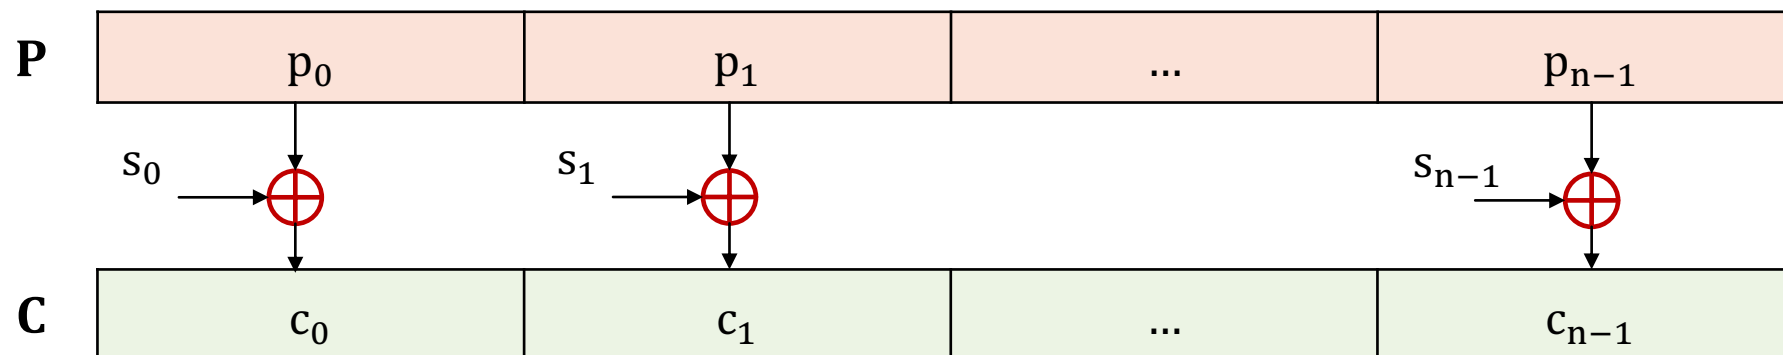 P p₀ p₁ ... pₙ₋₁
s₀ s₁ sₙ₋₁
C c₀ c₁ ... cₙ₋₁